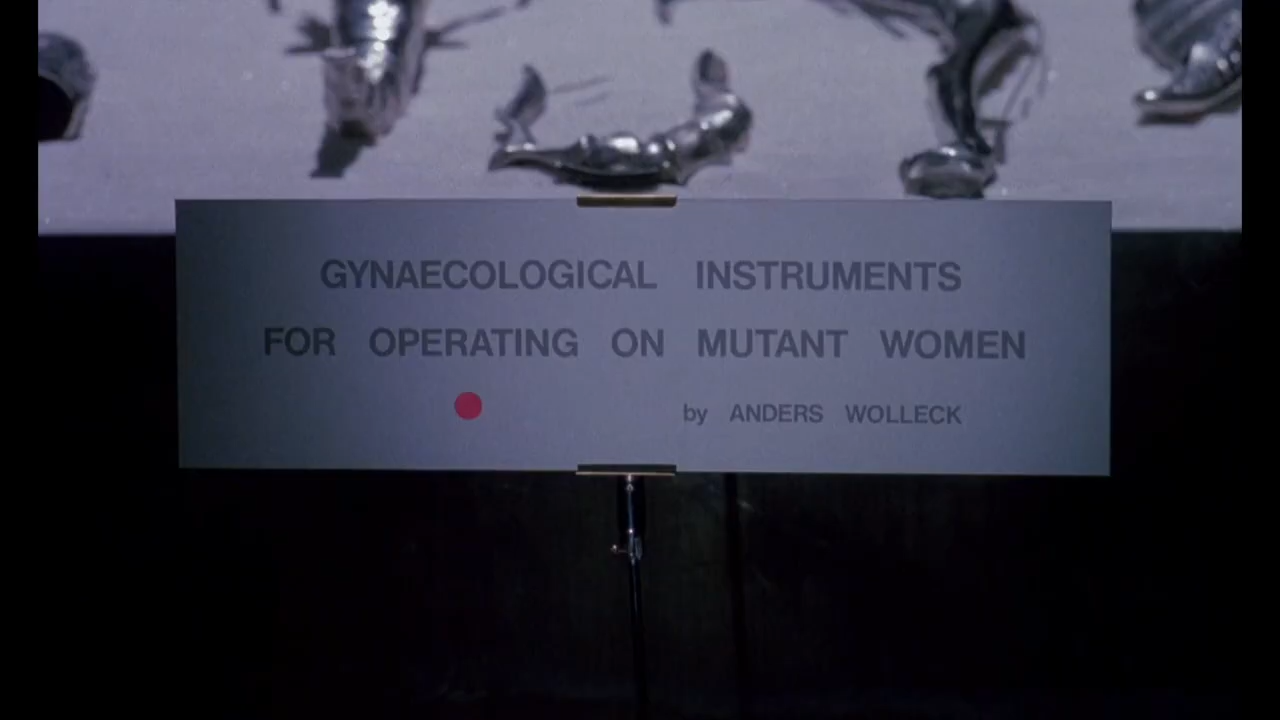 GYNAECOLOGICAL INSTRUMENTS
FOR OPERATING ON MUTANT WOMEN
by ANDERS WOLLECK